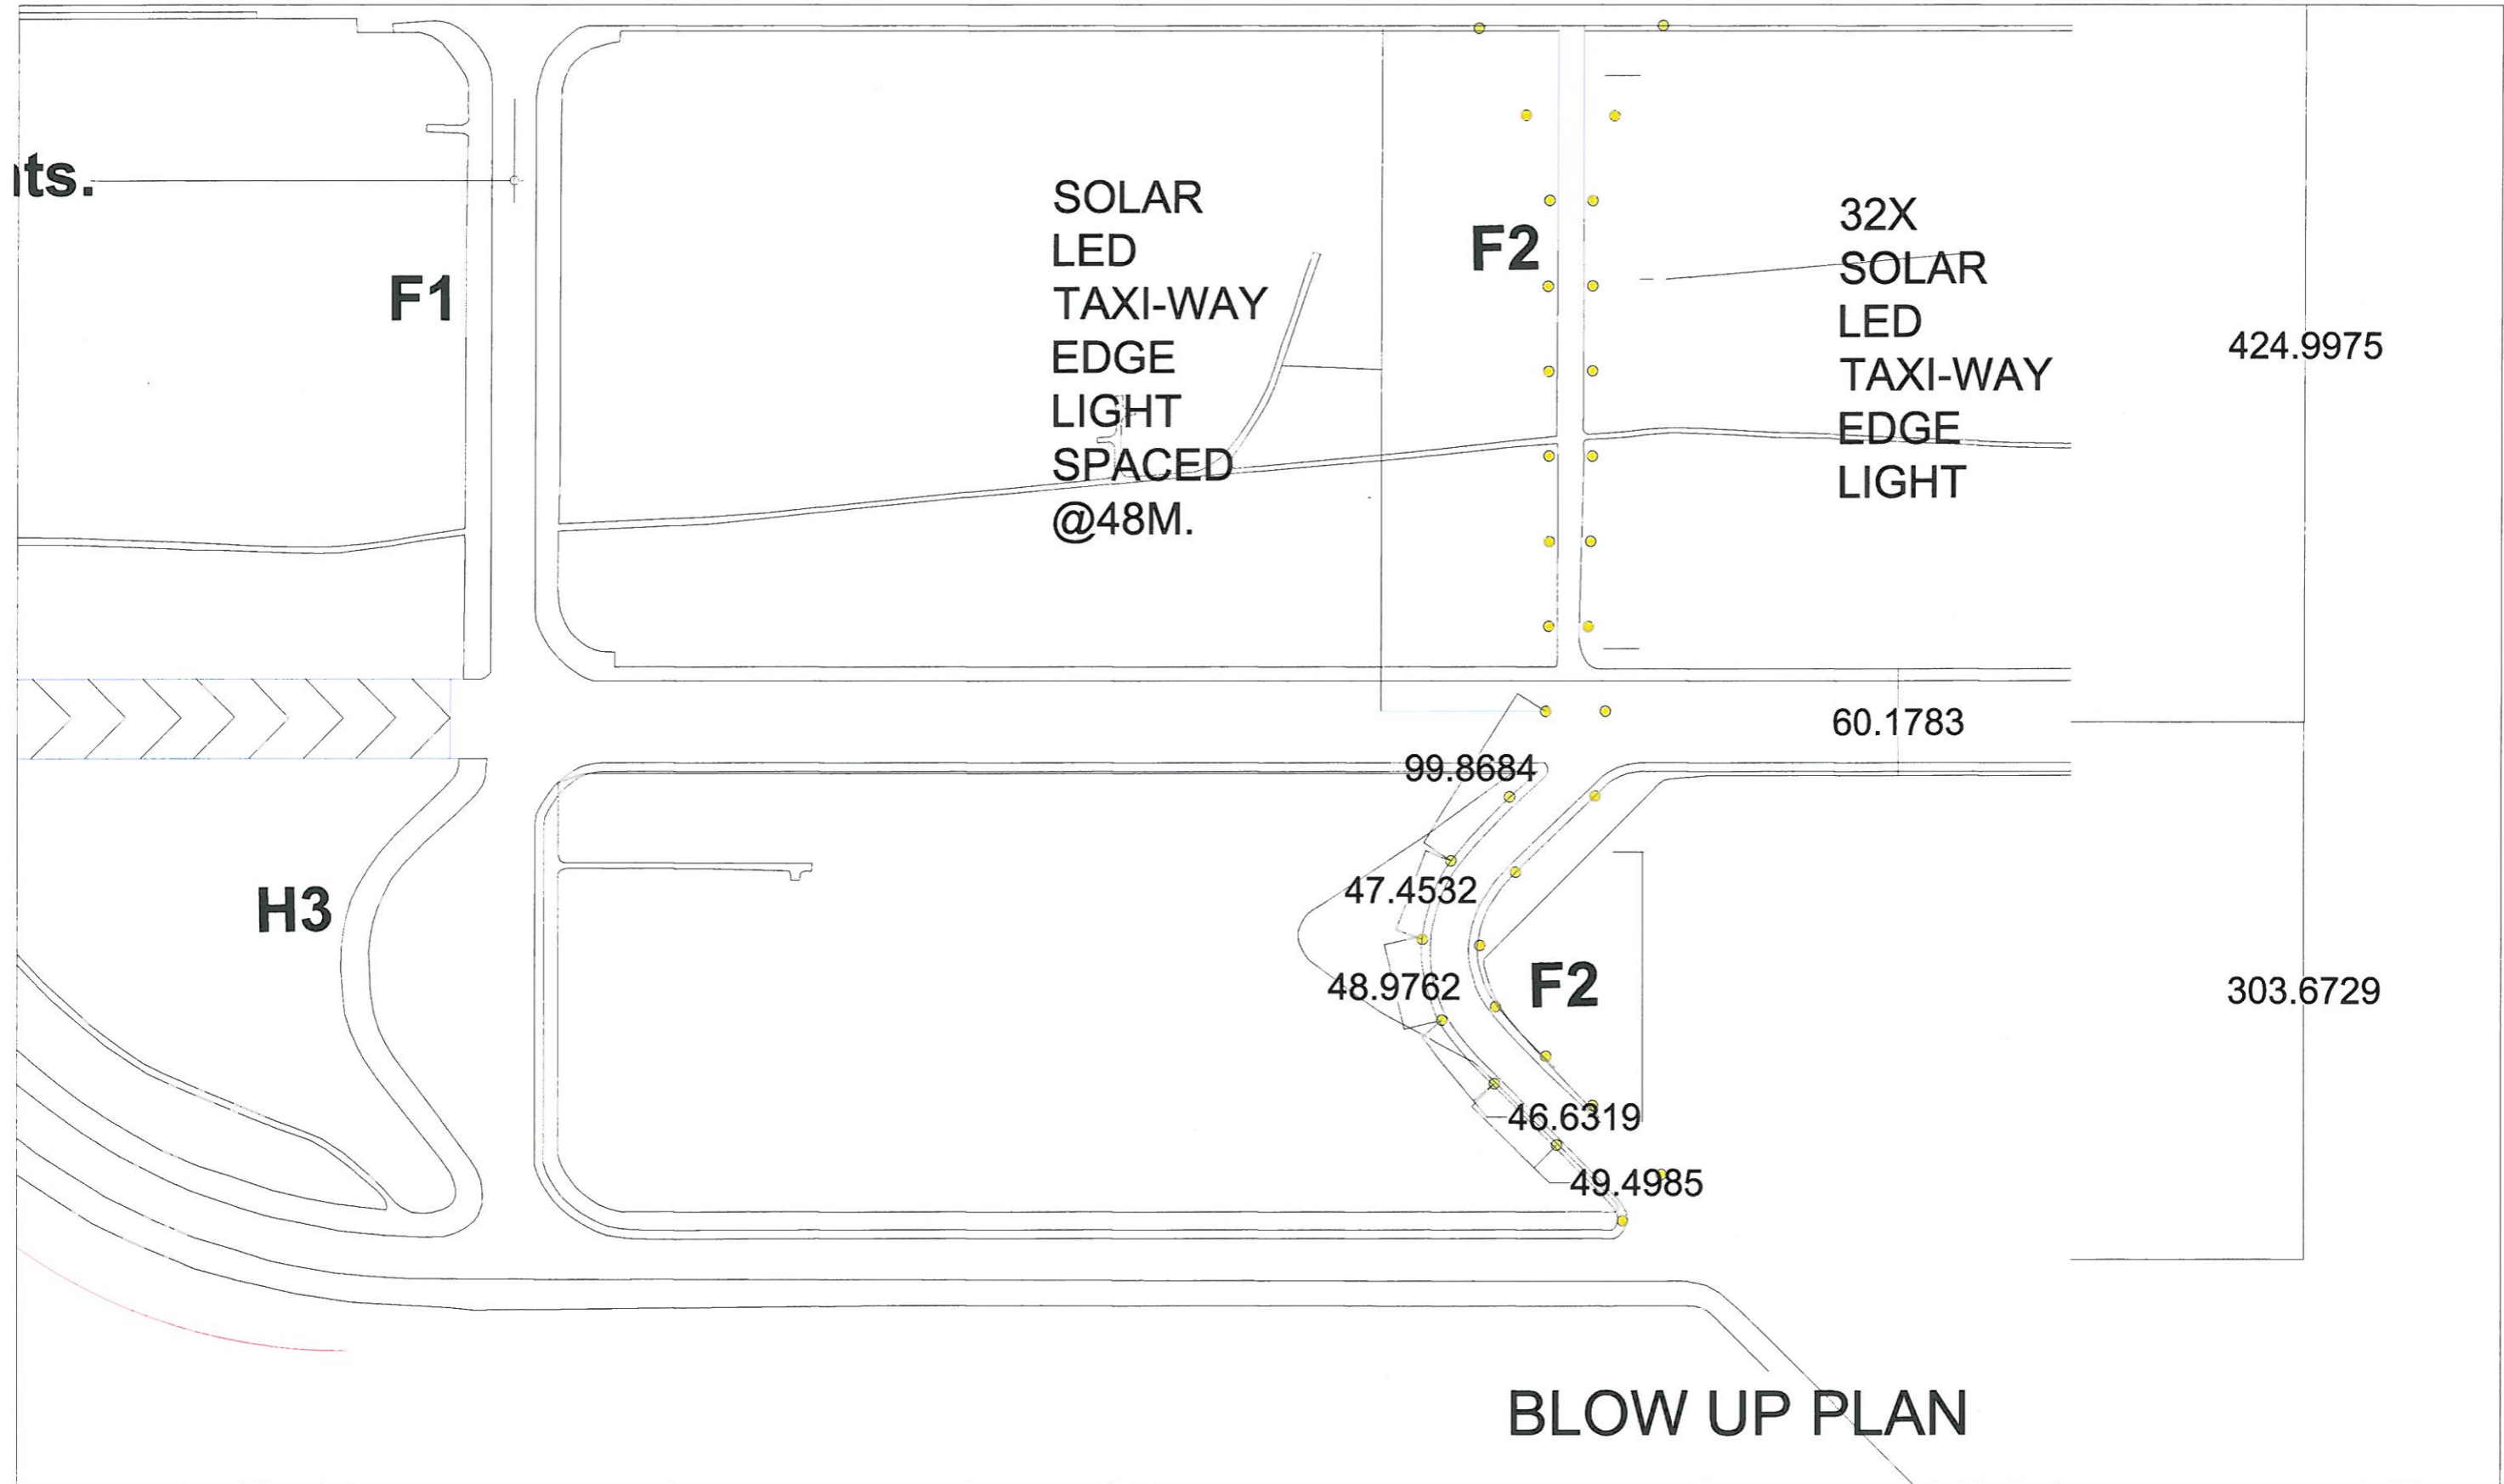 ts.
F1
SOLAR
LED
TAXI-WAY
EDGE
LIGHT
SPACED
@48M.
F2
32X
SOLAR
LED
TAXI-WAY
EDGE
LIGHT
424.9975
60.1783
99.8684
47.4532
H3
48.9762
F2
303.6729
46.6319
49.4985
BLOW UP PLAN